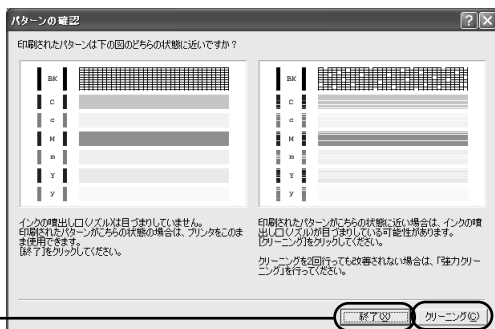 パターンの確認
印刷されたパターンは下の図のどちらの状態に近いですか？
BK
C
c
M
m
Y
y
BK
C
c
M
m
Y
y
インクの噴出し口(ノズル)は目づまりしていません。
印刷されたパターンがこちらの状態の場合は、プリンタをこのま
ま使用できます。
[終了]をクリックしてください。
印刷されたパターンがこちらの状態に近い場合は、インクの噴
出し口(ノズル)が目づまりしている可能性があります。
[クリーニング]をクリックしてください。
クリーニングを2回行っても改善されない場合は、「強力クリー
ニング」を行ってください。
終了(X)
クリーニング(C)